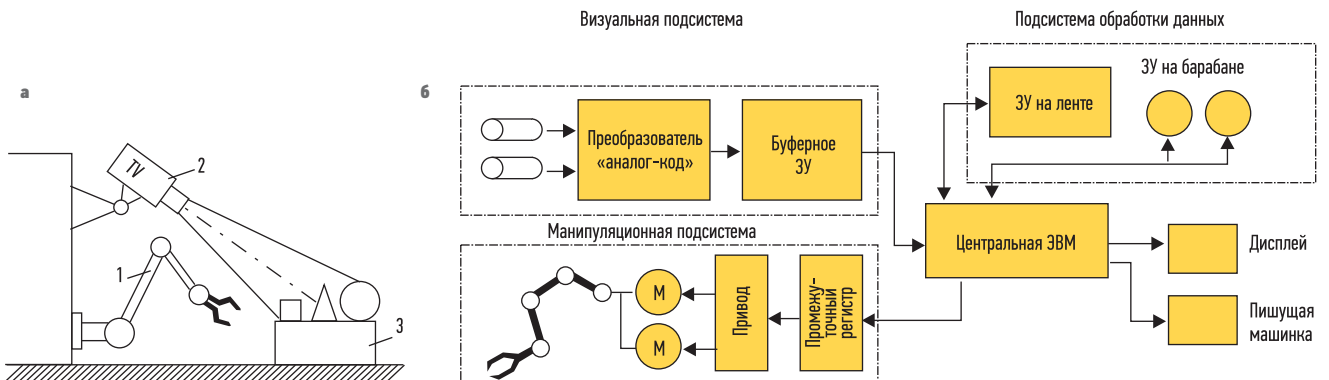 Визуальная подсистема
Подсистема обработки данных
а
б
TV
2
1
3
Преобразователь
«аналог–код»
Буферное
ЗУ
ЗУ на ленте
ЗУ на барабане
Манипуляционная подсистема
М
М
Привод
Промежу-
точный
регистр
Центральная ЭВМ
Дисплей
Пишущая
машинка